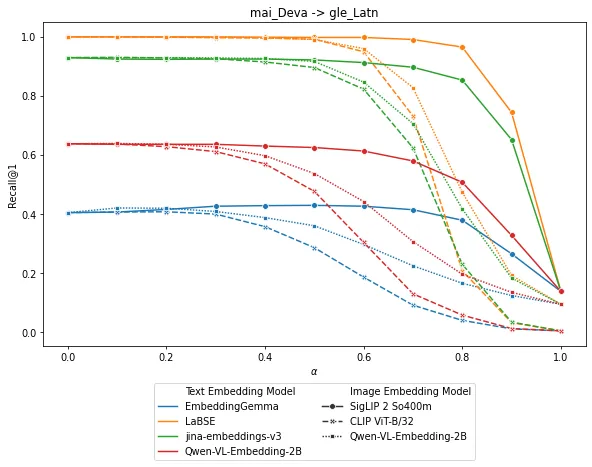 mai_Deva -> gle_Latn
1.0
0.8
0.6
0.4
0.2
0.0
Recall@1
0.0 0.2 0.4 0.6 0.8 1.0
α
Text Embedding Model Image Embedding Model
EmbeddingGemma SigLIP 2 So400m
LaBSE CLIP ViT-B/32
jina-embeddings-v3 Qwen-VL-Embedding-2B
Qwen-VL-Embedding-2B